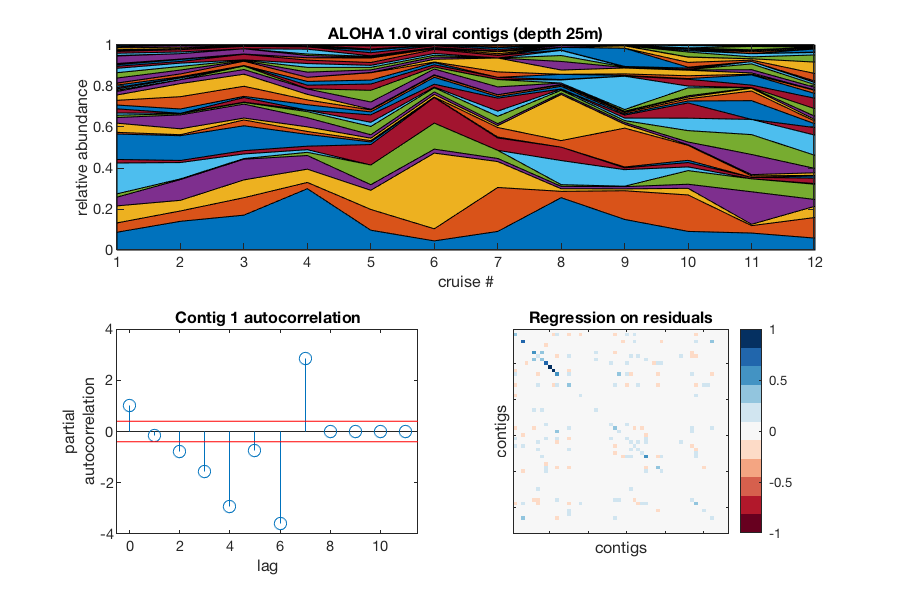 ALOHA 1.0 viral contigs (depth 25m)
relative abundance
1
0.8
0.6
0.4
0.2
0
1 2 3 4 5 6 7 8 9 10 11 12
cruise #
Contig 1 autocorrelation
partial
autocorrelation
4
2
0
-2
-4
0 2 4 6 8 10
lag
Regression on residuals
contigs
contigs
1
0.5
0
-0.5
-1